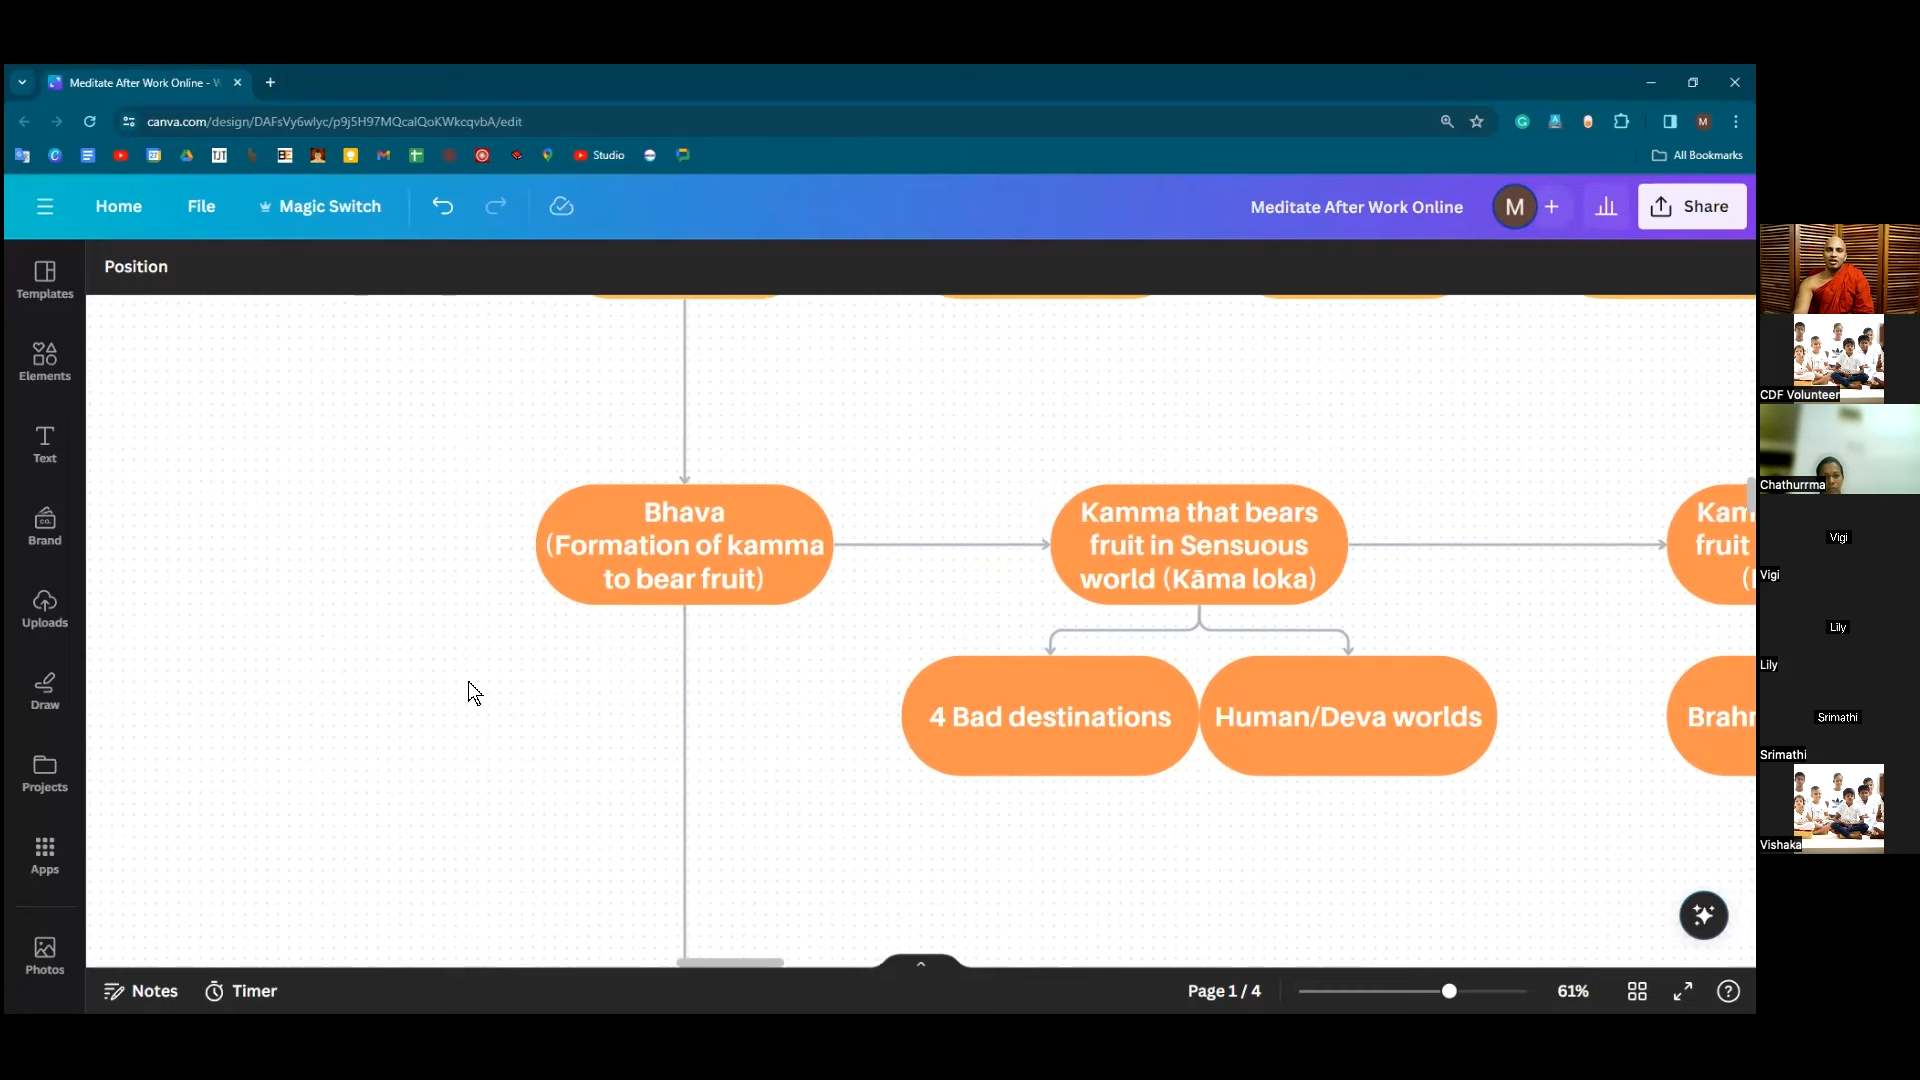 Meditate After Work Online - W
canva.com/design/DAFsVy6wlyc/p9j5H97MQcalQoKWkcqvbA/edit
Studio
All Bookmarks
Home
File
Magic Switch
Meditate After Work Online
M
Share
Position
Templates
Elements
Text
Brand
Uploads
Draw
Projects
Apps
Photos
Bhava
(Formation of kamma
to bear fruit)
Kamma that bears
fruit in Sensuous
world (Kāma loka)
4 Bad destinations
Human/Deva worlds
Kam
fruit
(
Brahr
Notes
Timer
Page 1 / 4
61%
CDF Volunteer
Chathurrma
Vigi
Vigi
Lily
Lily
Srimathi
Srimathi
Vishaka